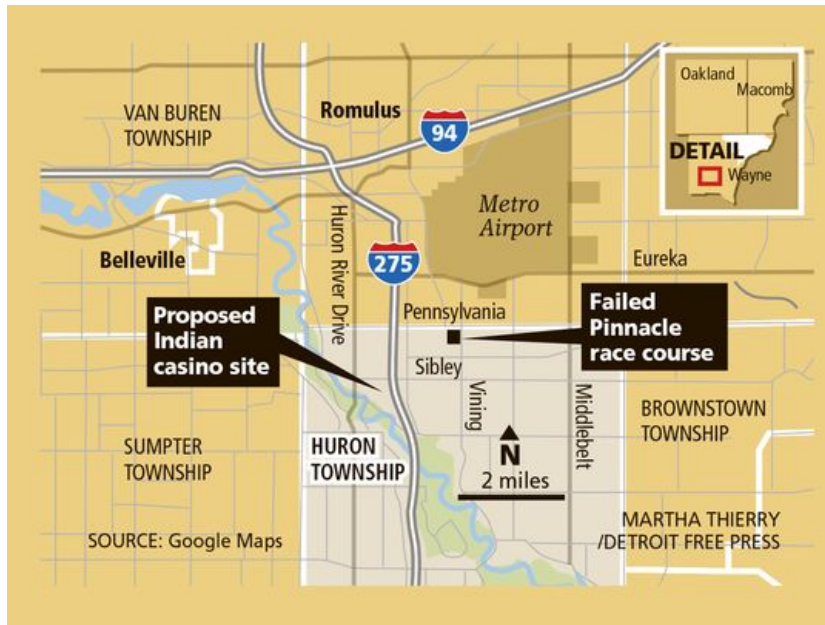 Oakland
Macomb
DETAIL
Wayne
VAN BUREN
TOWNSHIP
Romulus
94
Metro
Airport
Belleville
Huron River Drive
275
Eureka
Proposed
Indian
casino site
Pennsylvania
Failed
Pinnacle
race course
Sibley
Vining
Middlebelt
BROWNSTOWN
TOWNSHIP
SUMPTER
TOWNSHIP
HURON
TOWNSHIP
N
2 miles
SOURCE: Google Maps
MARTHA THIERRY
/DETROIT FREE PRESS